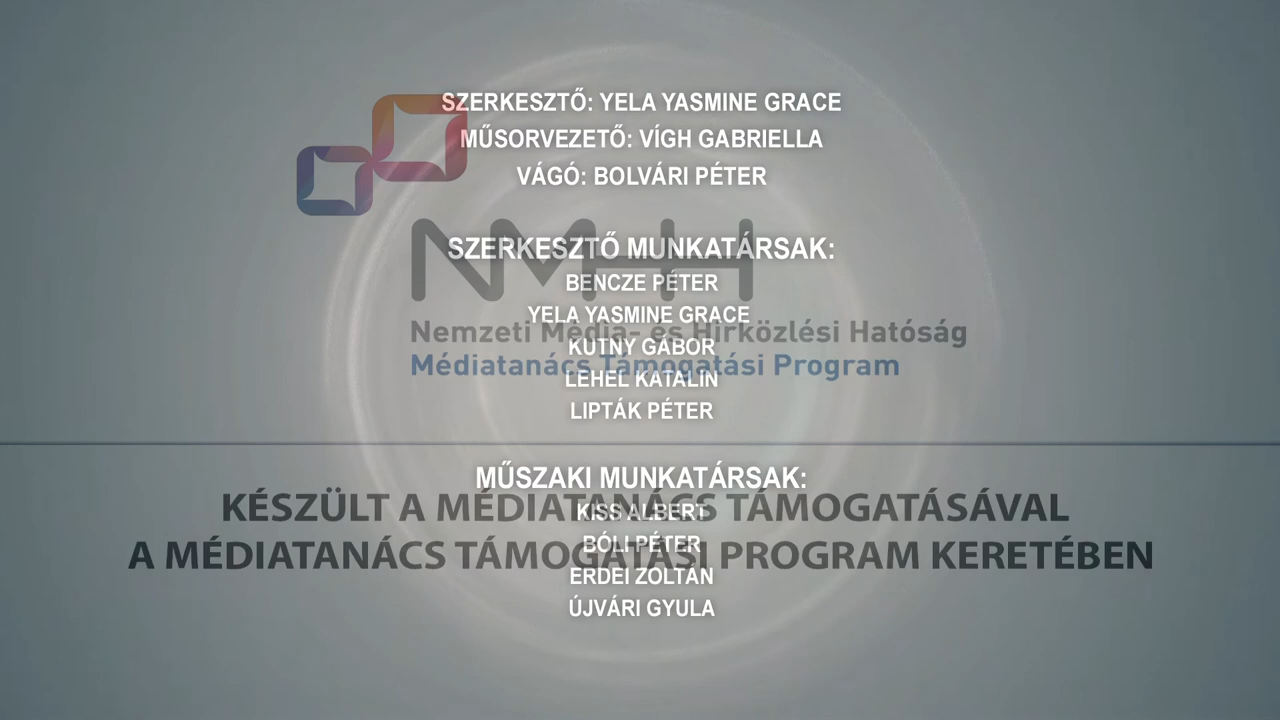 SZERKESZTŐ: YELA YASMINE GRACE
MŰSORVEZETŐ: VÍGH GABRIELLA
VÁGÓ: BOLVÁRI PÉTER
NMHH
SZERKESZTŐ MUNKATÁRSAK:
BENCZE PÉTER
YELA YASMINE GRACE
Nemzeti Média- és Hírközlési Hatóság
KUTNY GÁBOR
Médiatanács Támogatási Program
LEHEL KATALIN
LIPTÁK PÉTER
MŰSZAKI MUNKATÁRSAK:
KÉSZÜLT A MÉDIATANÁCS TÁMOGATÁSÁVAL
KISS ALBERT
BÓLI PÉTER
A MÉDIATANÁCS TÁMOGATÁSI PROGRAM KERETÉBEN
ERDEI ZOLTÁN
ÚJVÁRI GYULA